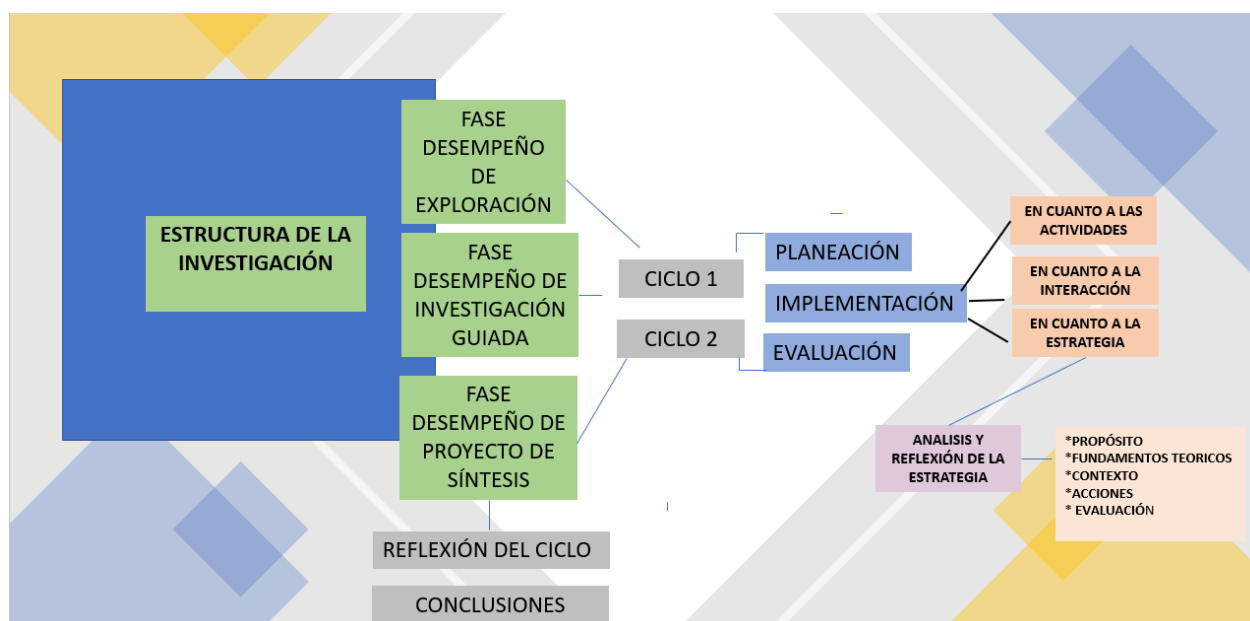 ESTRUCTURA DE LA
INVESTIGACIÓN
FASE
DESEMPEÑO
DE
EXPLORACIÓN
FASE
DESEMPEÑO DE
INVESTIGACIÓN
GUIADA
FASE
DESEMPEÑO DE
PROYECTO DE
SÍNTESIS
REFLEXIÓN DEL CICLO
CONCLUSIONES
CICLO 1
CICLO 2
PLANEACIÓN
IMPLEMENTACIÓN
EVALUACIÓN
EN CUANTO A LAS
ACTIVIDADES
EN CUANTO A LA
INTERACCIÓN
EN CUANTO A LA
ESTRATEGIA
ANALISIS Y
REFLEXIÓN DE LA
ESTRATEGIA
*PROPÓSITO
*FUNDAMENTOS TEORICOS
*CONTEXTO
*ACCIONES
* EVALUACIÓN